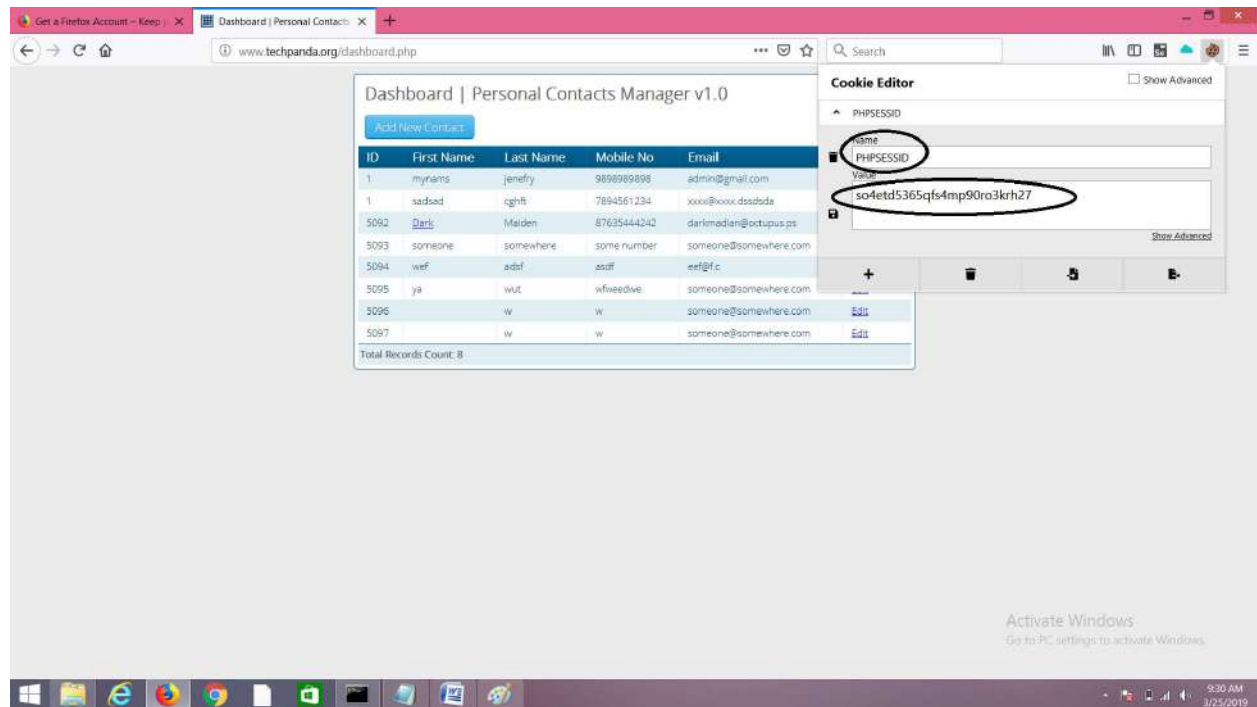 Get a Firefox Account – Keep y
Dashboard | Personal Contacts
www.techpanda.org/dashboard.php
Search
Dashboard | Personal Contacts Manager v1.0
Add New Contact
ID First Name Last Name Mobile No Email
1 mynams jenefry 9898989898 admin@gmail.com
1 sadsad cghft 7894561234 xxxx@xxxx.dssdsda
5092 Dark Maiden 87635444242 darkmadian@octupus.ps
5093 someone somewhere some number someone@somewhere.com
5094 wef adsf asdf eef@f.c
5095 ya wut wfweedwe someone@somewhere.com
5096 w w someone@somewhere.com Edit
5097 w w someone@somewhere.com Edit
Total Records Count: 8
Cookie Editor
Show Advanced
PHPSESSID
Name
PHPSESSID
Value
so4etd5365qfs4mp90ro3krh27
Show Advanced
Activate Windows
Go to PC settings to activate Windows.
9:30 AM
3/25/2019